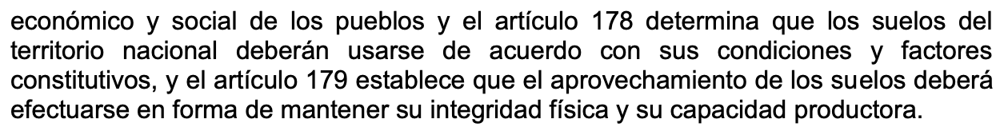 económico y social de los pueblos y el artículo 178 determina que los suelos del
territorio nacional deberán usarse de acuerdo con sus condiciones y factores
constitutivos, y el artículo 179 establece que el aprovechamiento de los suelos deberá
efectuarse en forma de mantener su integridad física y su capacidad productora.